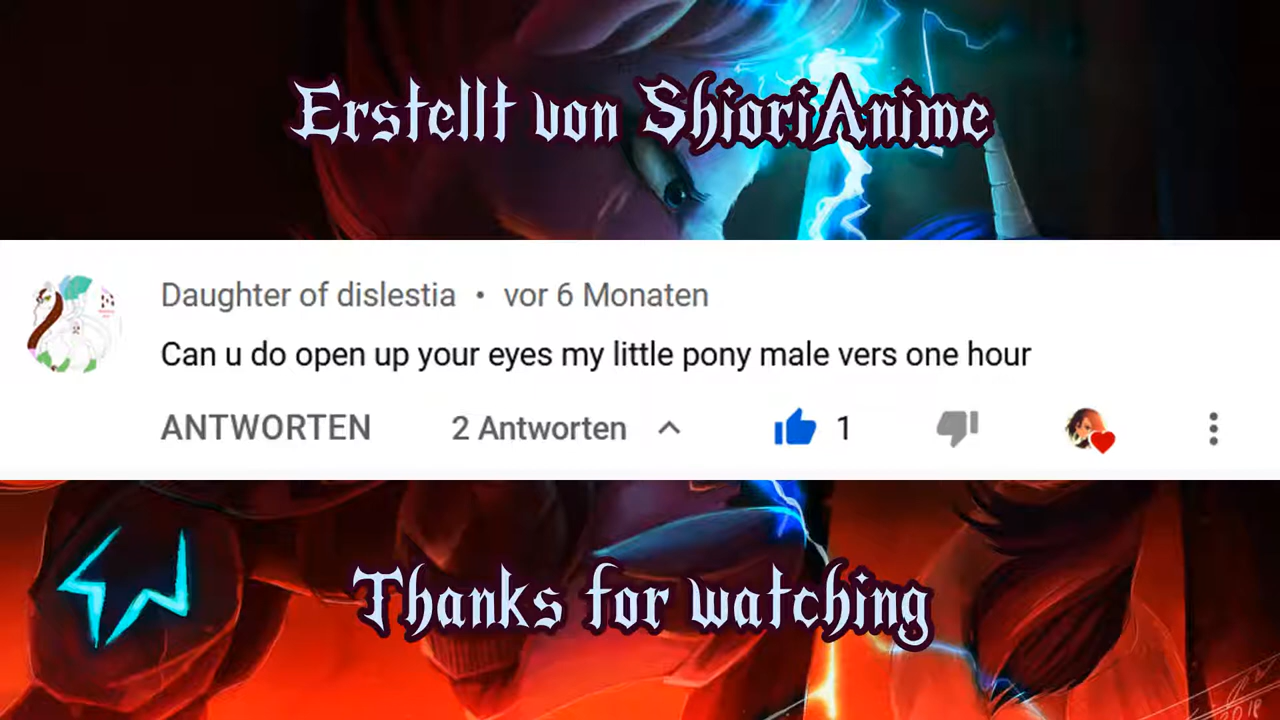 Erstellt von ShioriAnime
Daughter of dislestia • vor 6 Monaten
Can u do open up your eyes my little pony male vers one hour
ANTWORTEN 2 Antworten 1
Thanks for watching